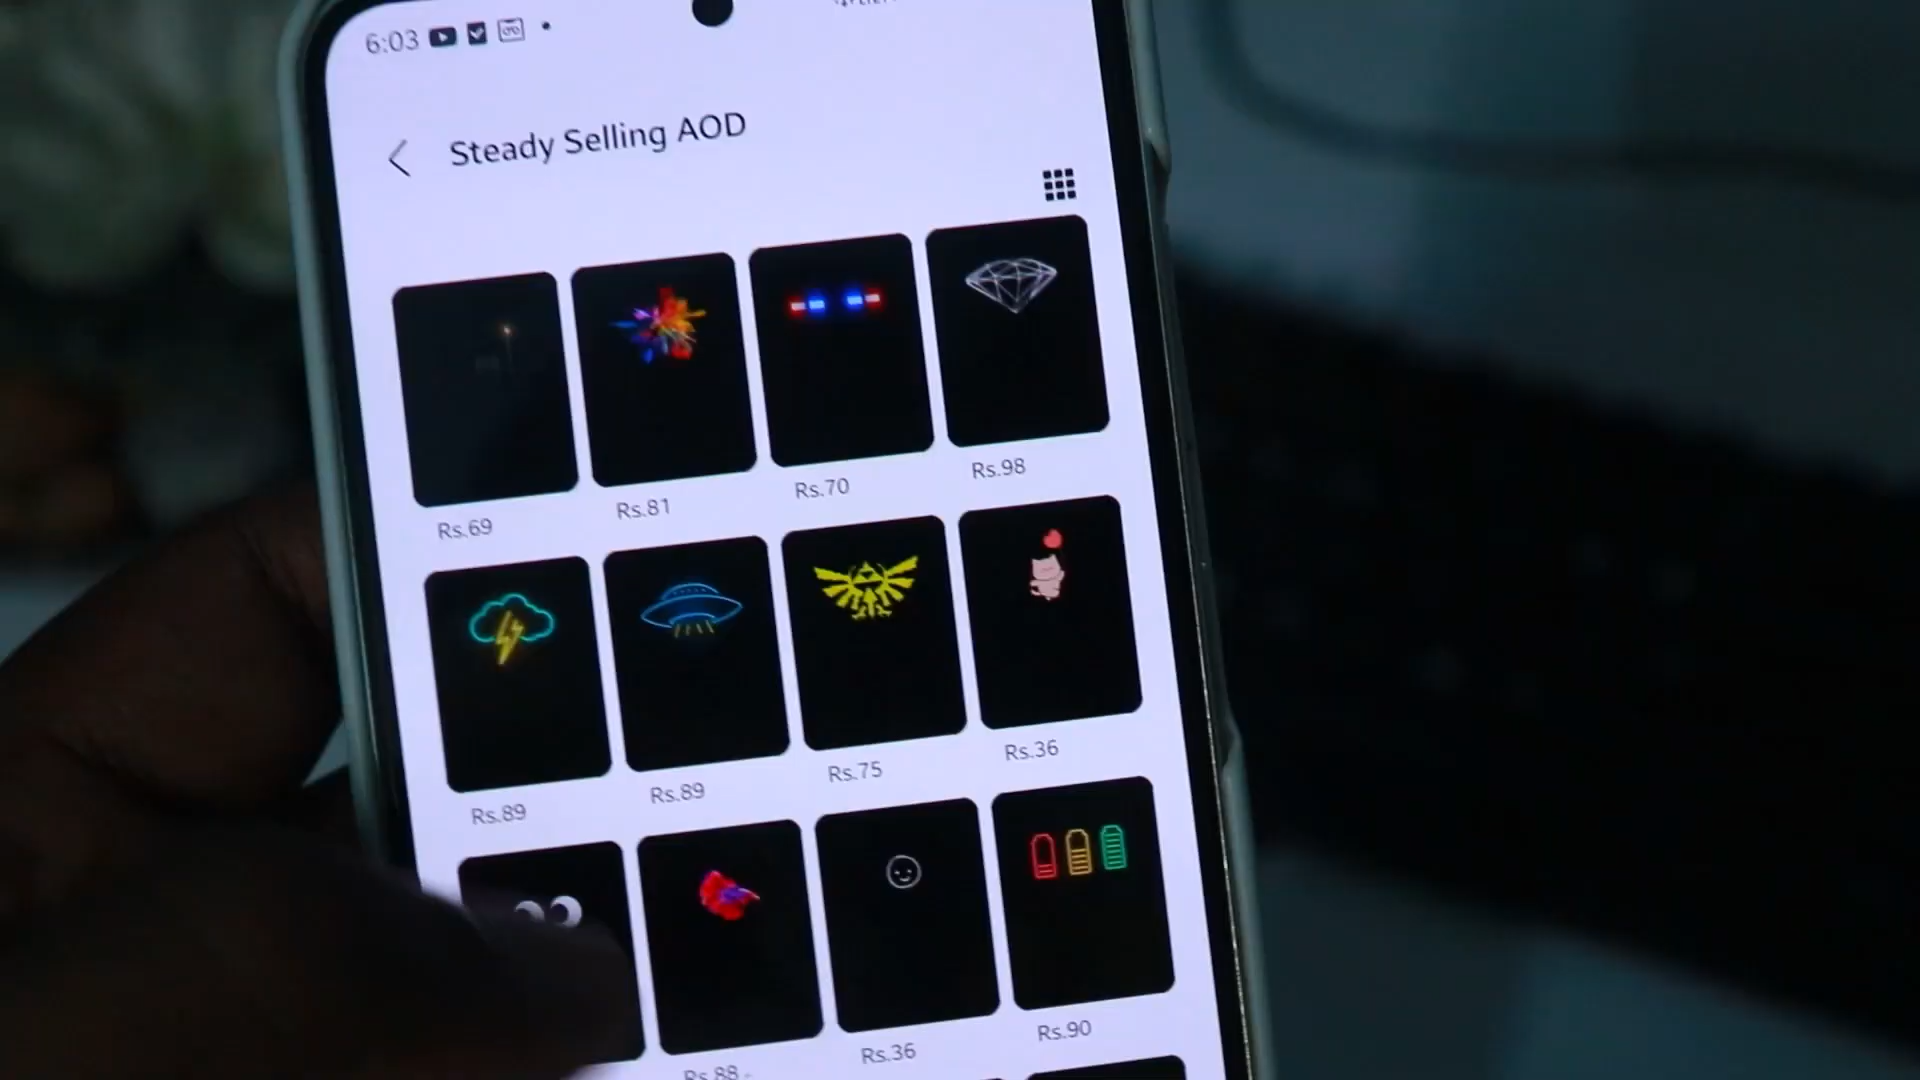 6:03
Steady Selling AOD
Rs.69
Rs.81
Rs.70
Rs.98
Rs.89
Rs.89
Rs.75
Rs.36
Rs.88
Rs.36
Rs.90